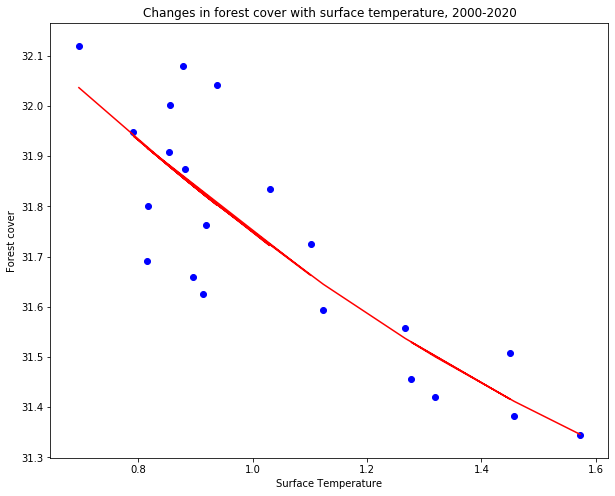 Changes in forest cover with surface temperature, 2000-2020
Forest cover
32.1
32.0
31.9
31.8
31.7
31.6
31.5
31.4
31.3
0.8 1.0 1.2 1.4 1.6
Surface Temperature